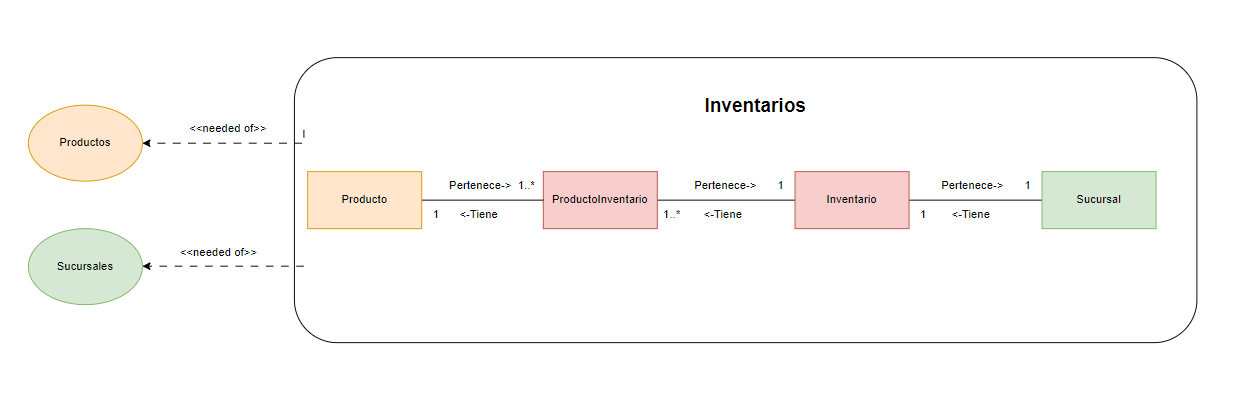 Inventarios
<<needed of>>
Productos
Producto
Pertenece-> 1..*
1 <-Tiene
ProductoInventario
Pertenece-> 1
1..* <-Tiene
Inventario
Pertenece-> 1
1 <-Tiene
Sucursal
<<needed of>>
Sucursales